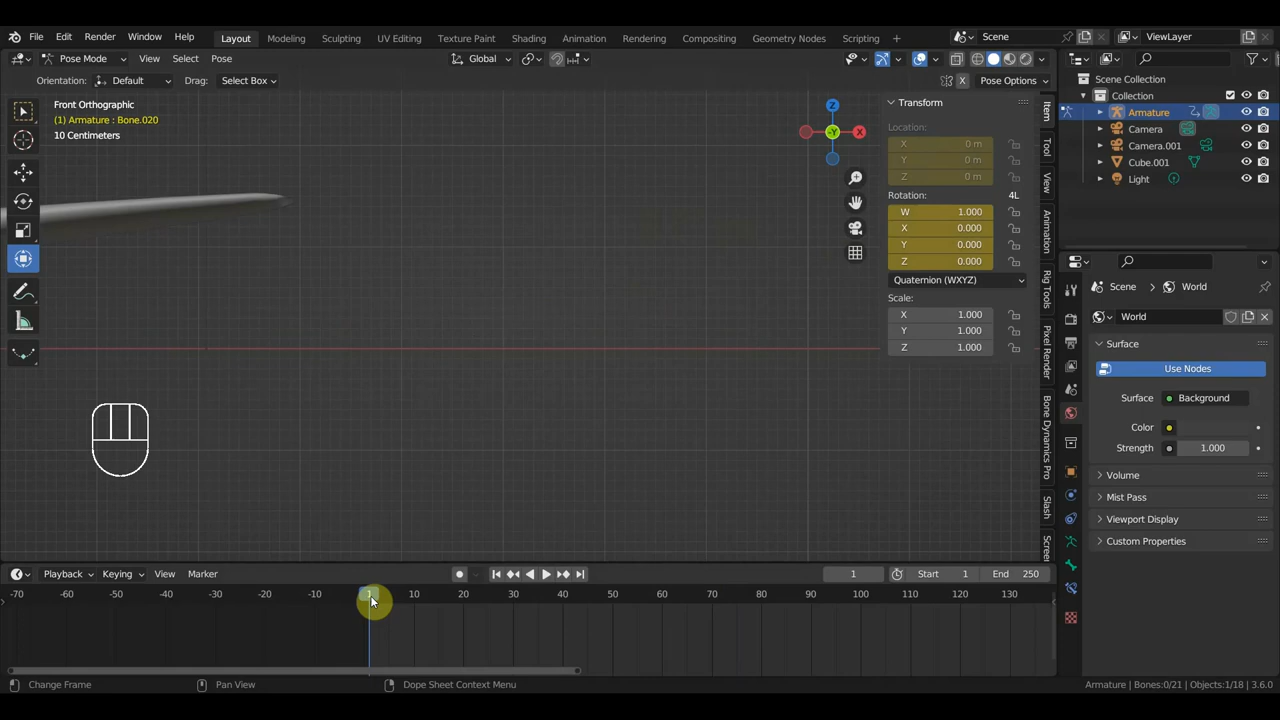 File Edit Render Window Help Layout Modeling Sculpting UV Editing Texture Paint Shading Animation Rendering Compositing Geometry Nodes Scripting + Scene ViewLayer
Pose Mode View Select Pose Global
Orientation: Default Drag: Select Box X Pose Options
Front Orthographic
(1) Armature : Bone.020
10 Centimeters
Z
X
-Y
Transform
Location:
X 0 m
Y 0 m
Z 0 m
Rotation: 4L
W 1.000
X 0.000
Y 0.000
Z 0.000
Quaternion (WXYZ)
Scale:
X 1.000
Y 1.000
Z 1.000
Item
Tool
View
Animation
Rig Tools
Pixel Render
Bone Dynamics Pro
Slash
Scree
Scene Collection
Collection
Armature
Camera
Camera.001
Cube.001
Light
Scene World
World
Surface
Use Nodes
Surface Background
Color
Strength 1.000
Volume
Mist Pass
Viewport Display
Custom Properties
Playback Keying View Marker 1 Start 1 End 250
-70 -60 -50 -40 -30 -20 -10 1 10 20 30 40 50 60 70 80 90 100 110 120 130
Change Frame Pan View Dope Sheet Context Menu Armature | Bones:0/21 | Objects:1/18 | 3.6.0